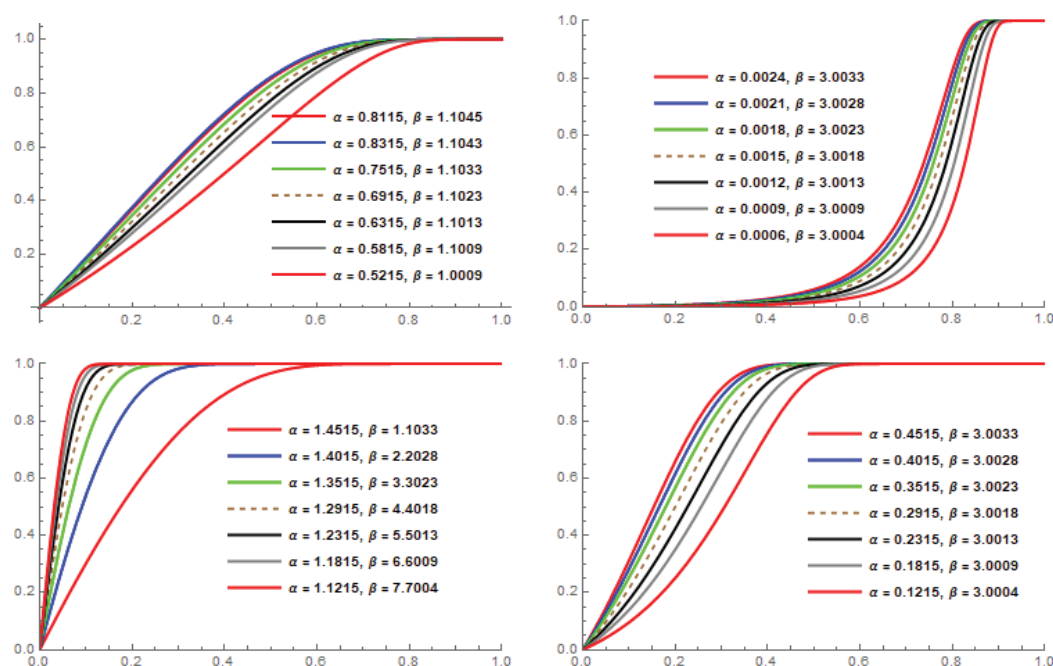 1.0
0.8
0.6
0.4
0.2
α = 0.8115, β = 1.1045
α = 0.8315, β = 1.1043
α = 0.7515, β = 1.1033
α = 0.6915, β = 1.1023
α = 0.6315, β = 1.1013
α = 0.5815, β = 1.1009
α = 0.5215, β = 1.0009
0.2 0.4 0.6 0.8 1.0
1.0
0.8
0.6
0.4
0.2
0.0
α = 0.0024, β = 3.0033
α = 0.0021, β = 3.0028
α = 0.0018, β = 3.0023
α = 0.0015, β = 3.0018
α = 0.0012, β = 3.0013
α = 0.0009, β = 3.0009
α = 0.0006, β = 3.0004
0.0 0.2 0.4 0.6 0.8 1.0
1.0
0.8
0.6
0.4
0.2
0.0
α = 1.4515, β = 1.1033
α = 1.4015, β = 2.2028
α = 1.3515, β = 3.3023
α = 1.2915, β = 4.4018
α = 1.2315, β = 5.5013
α = 1.1815, β = 6.6009
α = 1.1215, β = 7.7004
0.0 0.2 0.4 0.6 0.8 1.0
1.0
0.8
0.6
0.4
0.2
0.0
α = 0.4515, β = 3.0033
α = 0.4015, β = 3.0028
α = 0.3515, β = 3.0023
α = 0.2915, β = 3.0018
α = 0.2315, β = 3.0013
α = 0.1815, β = 3.0009
α = 0.1215, β = 3.0004
0.0 0.2 0.4 0.6 0.8 1.0